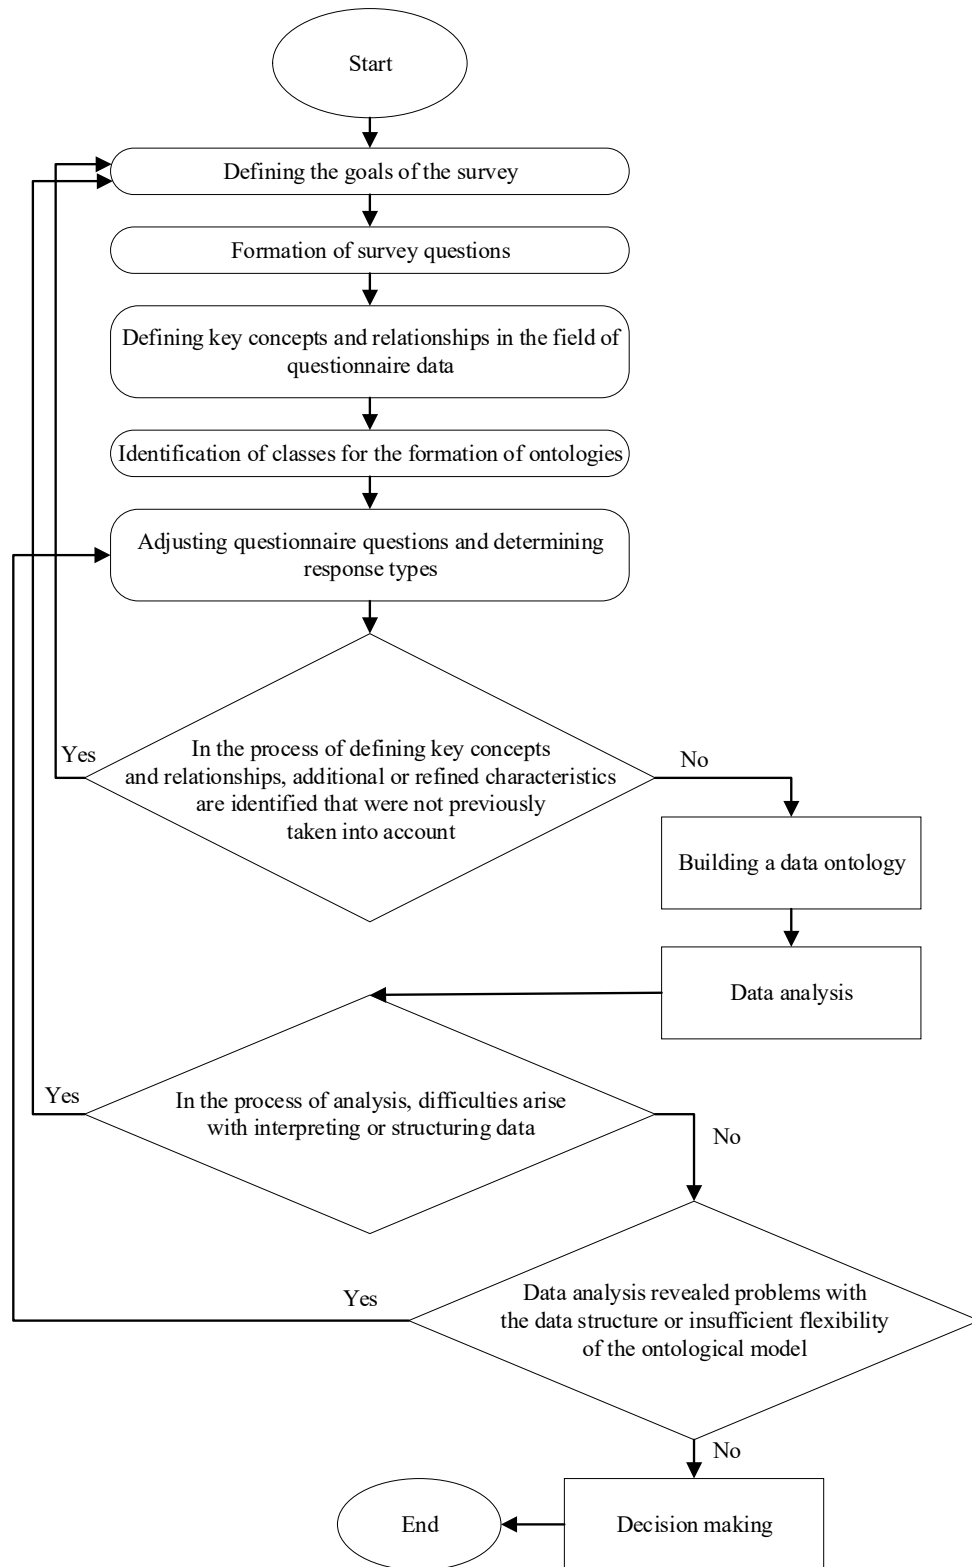 Start
Defining the goals of the survey
Formation of survey questions
Defining key concepts and relationships in the field of
questionnaire data
Identification of classes for the formation of ontologies
Adjusting questionnaire questions and determining
response types
Yes
In the process of defining key concepts
and relationships, additional or refined characteristics
are identified that were not previously
taken into account
No
Building a data ontology
Data analysis
Yes
In the process of analysis, difficulties arise
with interpreting or structuring data
No
Yes
Data analysis revealed problems with
the data structure or insufficient flexibility
of the ontological model
No
End
Decision making